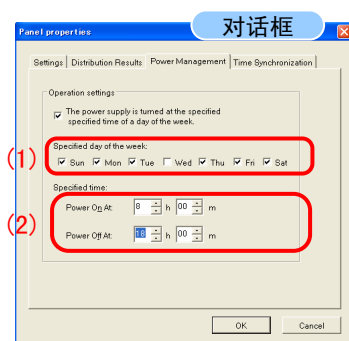 对话框
Panel properties
Settings Distribution Results Power Management Time Synchronization
Operation settings
The power supply is turned at the specified
specified time of a day of the week.
(1)
Specified day of the week:
Sun Mon Tue Wed Thu Fri Sat
(2)
Specified time:
Power On At: 8 h 00 m
Power Off At: 18 h 00 m
OK Cancel